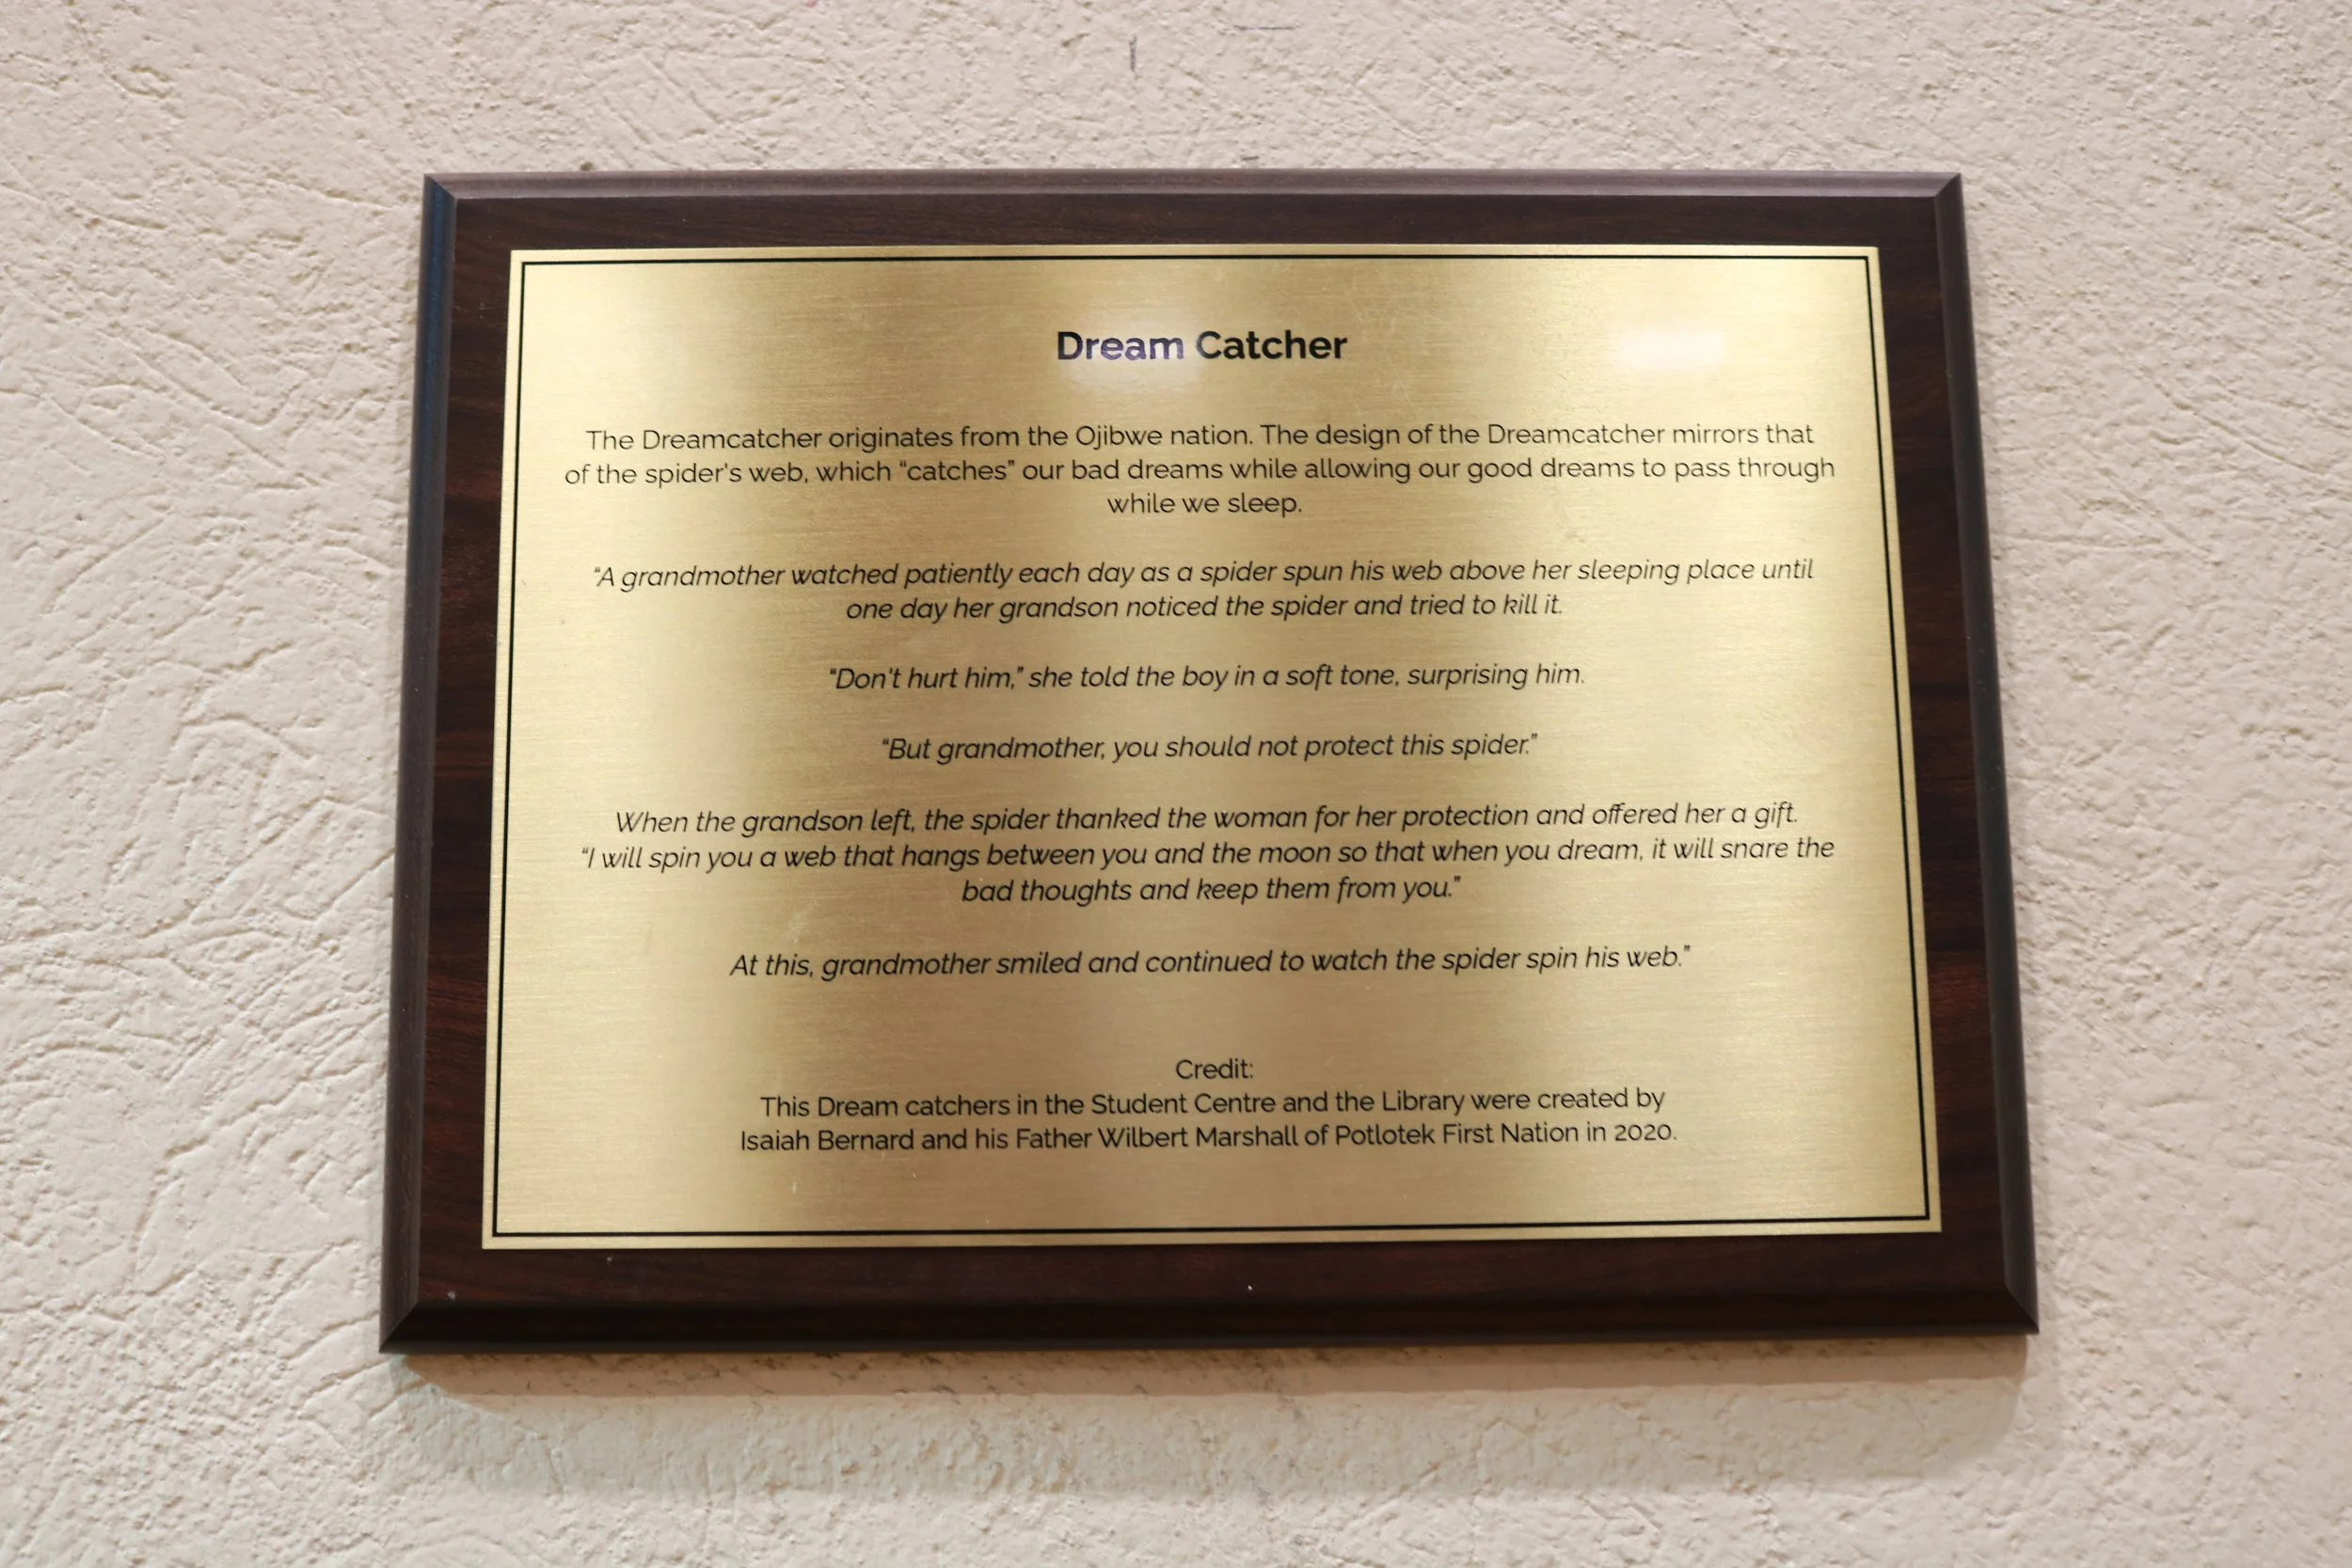 Dream Catcher
The Dreamcatcher originates from the Ojibwe nation. The design of the Dreamcatcher mirrors that
of the spider's web, which “catches” our bad dreams while allowing our good dreams to pass through
while we sleep.
“A grandmother watched patiently each day as a spider spun his web above her sleeping place until
one day her grandson noticed the spider and tried to kill it.
“Don't hurt him,” she told the boy in a soft tone, surprising him.
“But grandmother, you should not protect this spider.”
When the grandson left, the spider thanked the woman for her protection and offered her a gift.
“I will spin you a web that hangs between you and the moon so that when you dream, it will snare the
bad thoughts and keep them from you.”
At this, grandmother smiled and continued to watch the spider spin his web.”
Credit:
This Dream catchers in the Student Centre and the Library were created by
Isaiah Bernard and his Father Wilbert Marshall of Potlotek First Nation in 2020.